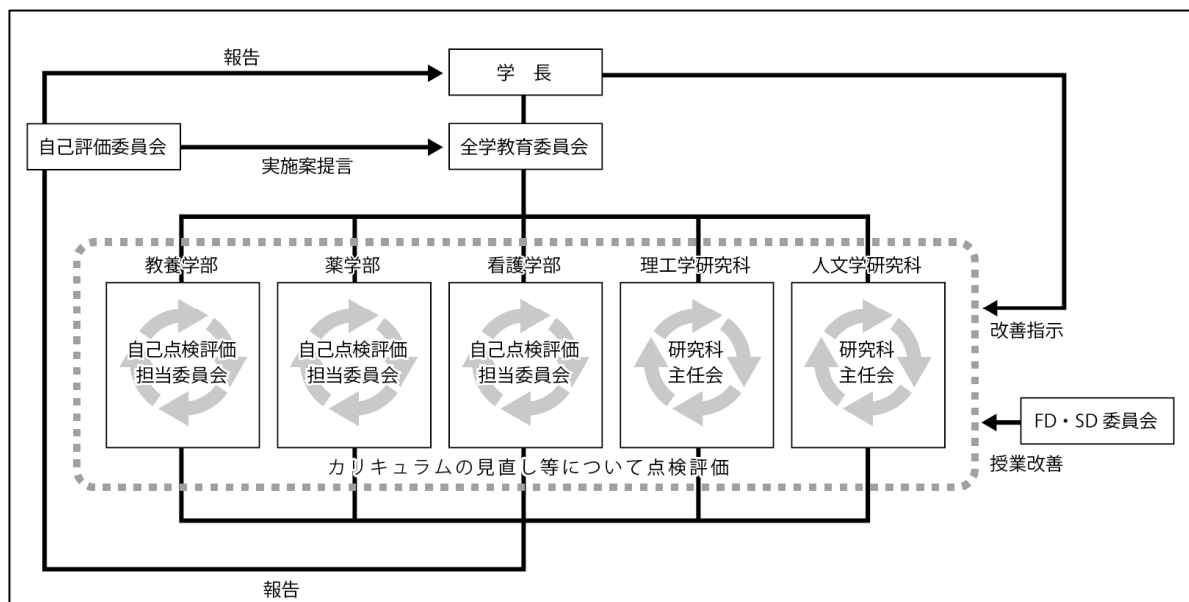 報告
学　長
自己評価委員会
実施案提言
全学教育委員会
教養学部
薬学部
看護学部
理工学研究科
人文学研究科
自己点検評価
担当委員会
自己点検評価
担当委員会
自己点検評価
担当委員会
研究科
主任会
研究科
主任会
改善指示
FD・SD 委員会
授業改善
カリキュラムの見直し等について点検評価
報告